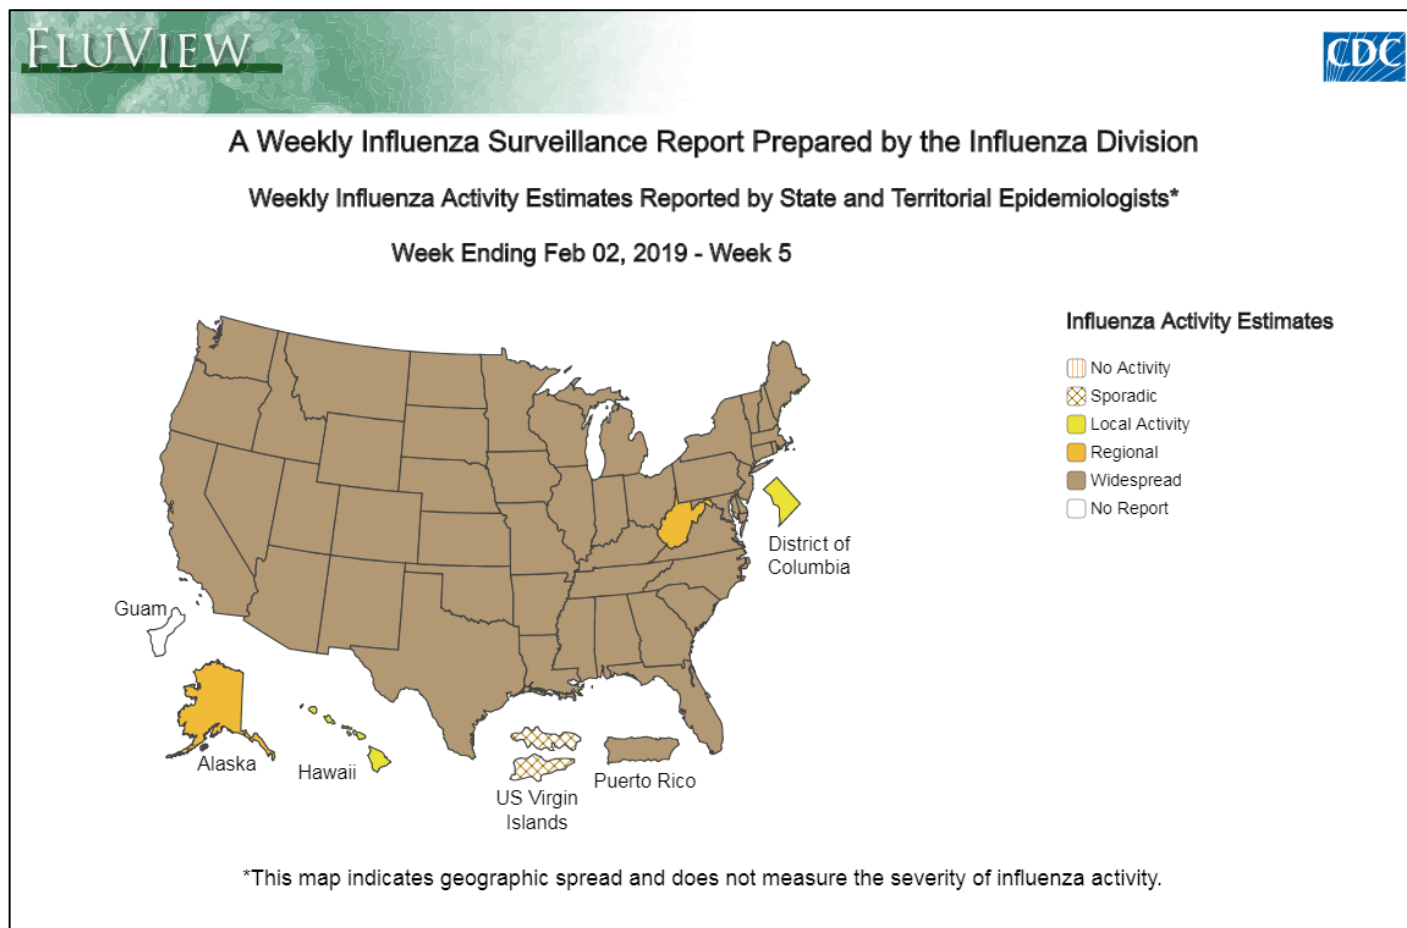 FLUVIEW
CDC
A Weekly Influenza Surveillance Report Prepared by the Influenza Division
Weekly Influenza Activity Estimates Reported by State and Territorial Epidemiologists*
Week Ending Feb 02, 2019 - Week 5
Influenza Activity Estimates
No Activity
Sporadic
Local Activity
Regional
Widespread
No Report
District of
Columbia
Guam
Alaska
Hawaii
US Virgin
Islands
Puerto Rico
*This map indicates geographic spread and does not measure the severity of influenza activity.